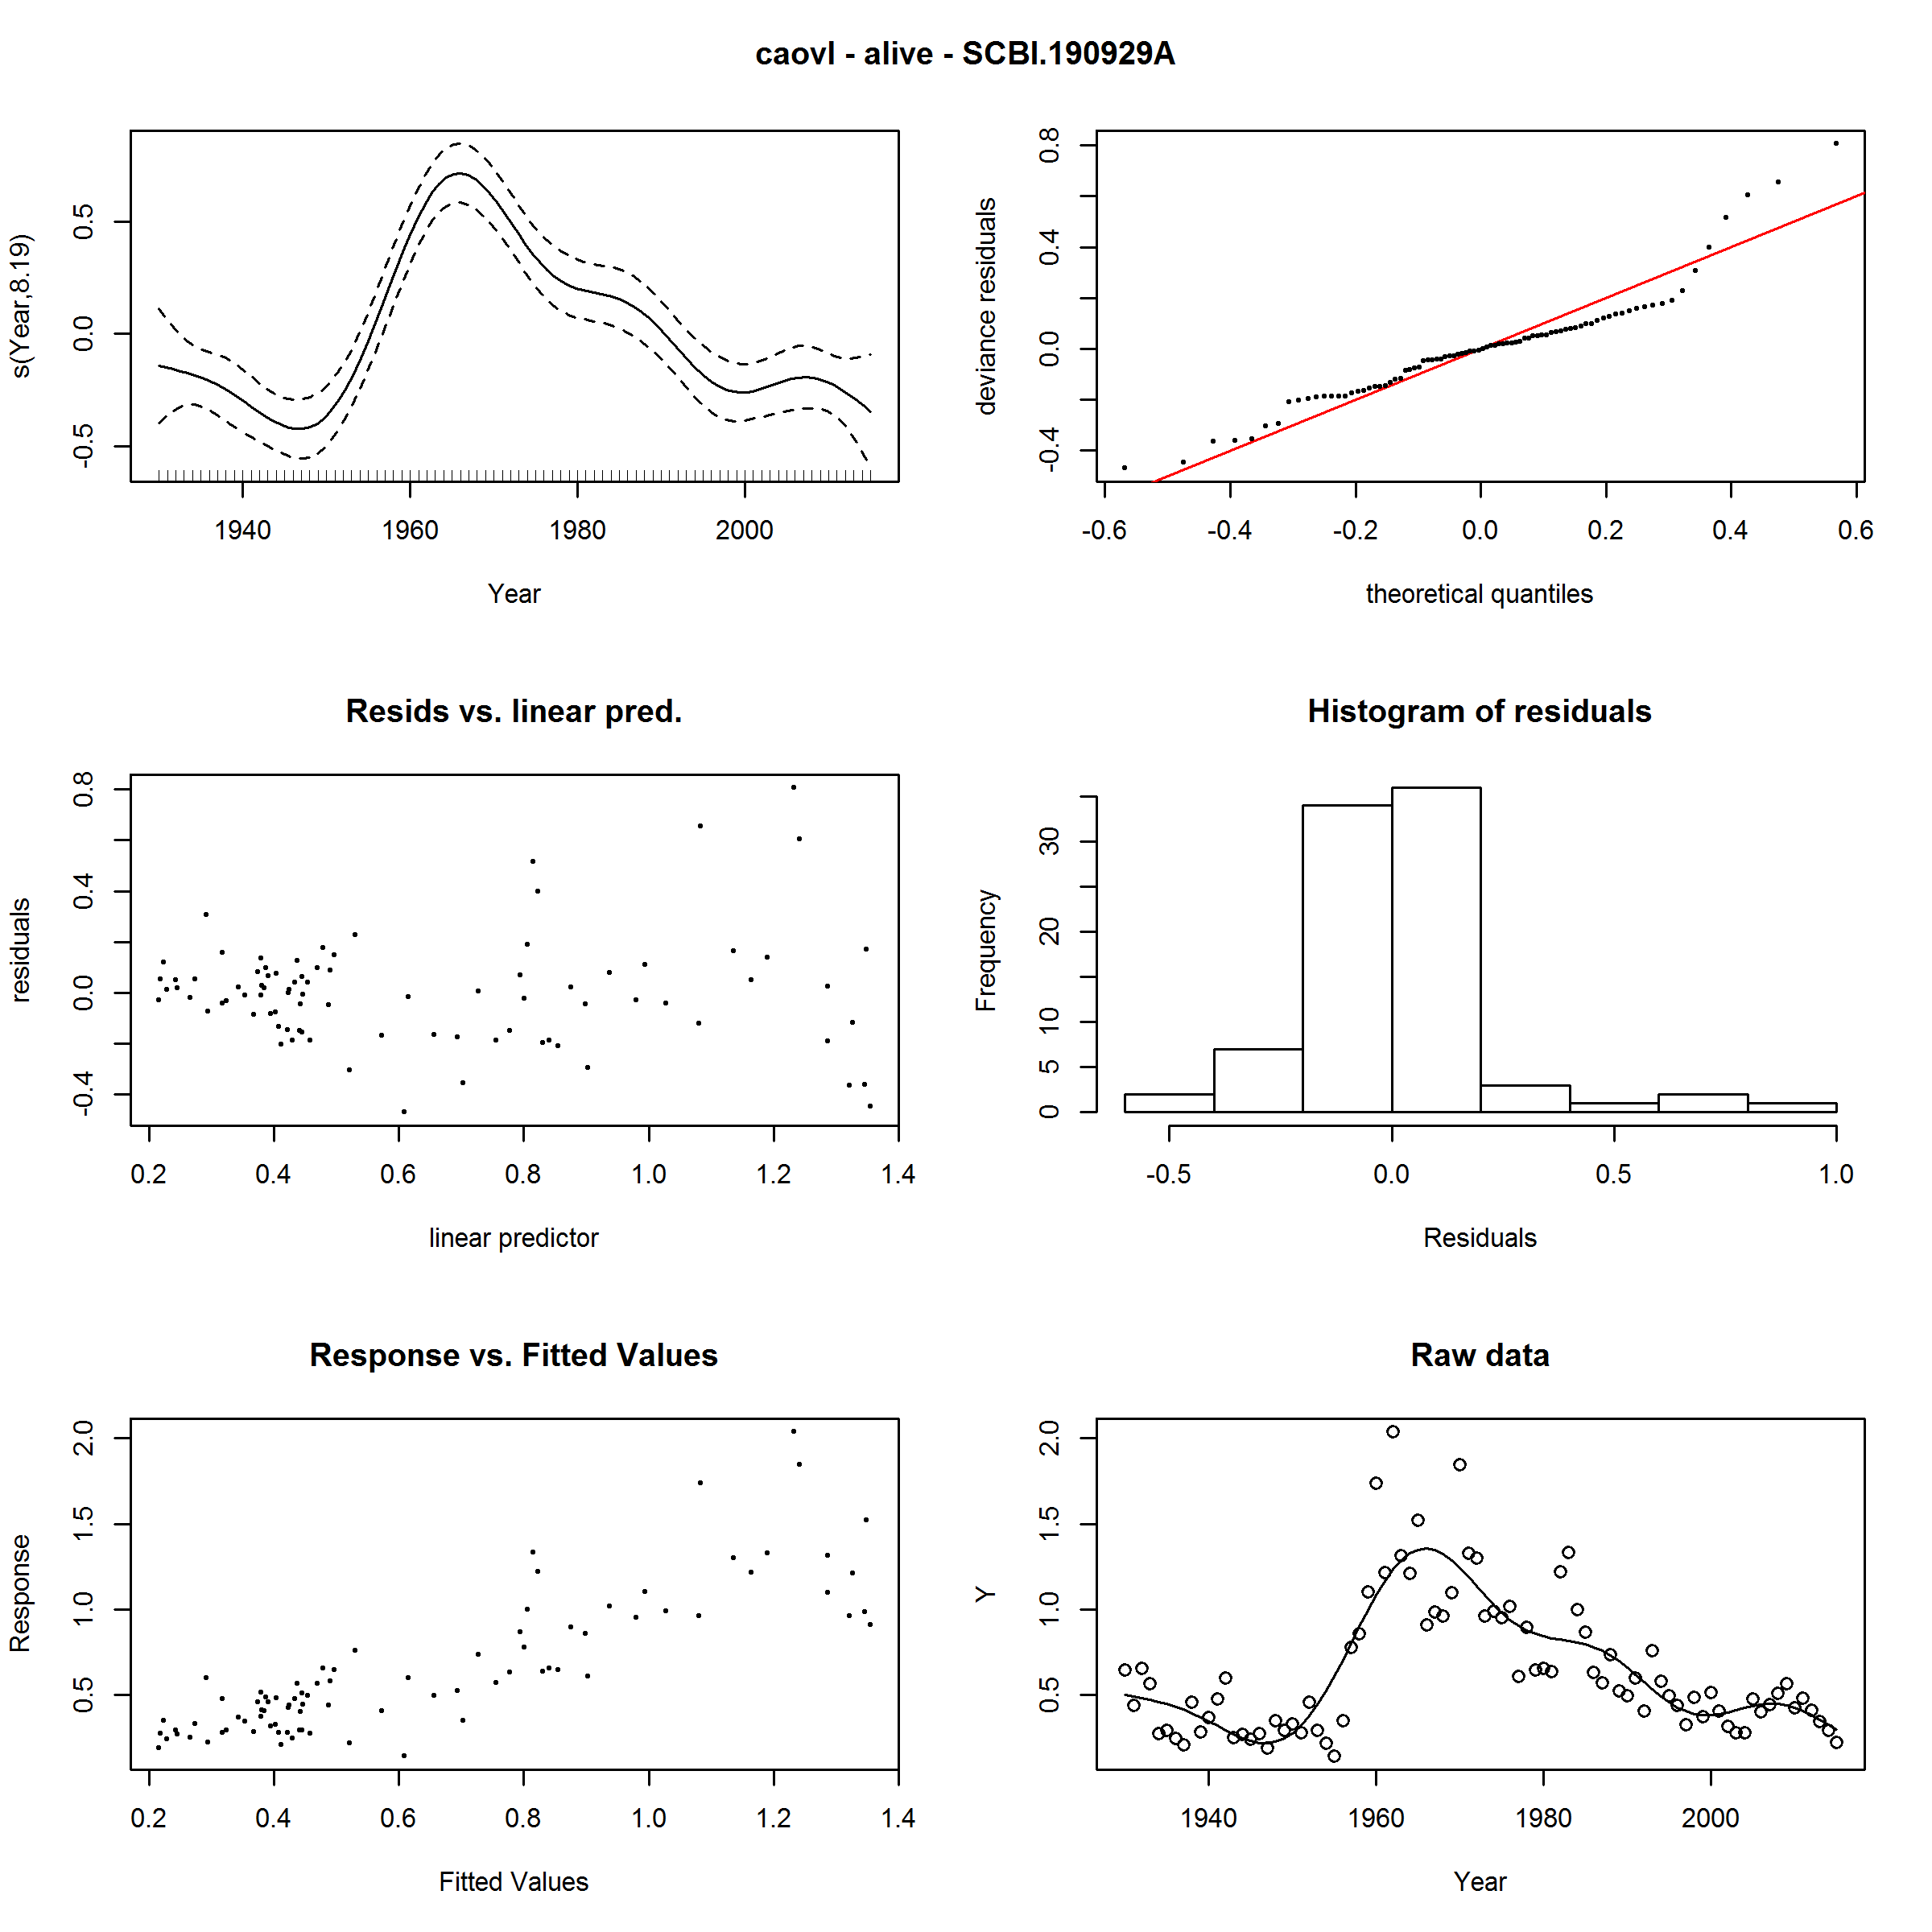 caovl - alive - SCBI.190929A
s(Year,8.19)
0.5
0.0
-0.5
1940 1960 1980 2000
Year
deviance residuals
0.8
0.4
0.0
-0.4
-0.6 -0.4 -0.2 0.0 0.2 0.4 0.6
theoretical quantiles
Resids vs. linear pred.
residuals
0.8
0.4
0.0
-0.4
0.2 0.4 0.6 0.8 1.0 1.2 1.4
linear predictor
Histogram of residuals
Frequency
30
20
10
5
0
-0.5 0.0 0.5 1.0
Residuals
Response vs. Fitted Values
Response
2.0
1.5
1.0
0.5
0.2 0.4 0.6 0.8 1.0 1.2 1.4
Fitted Values
Raw data
Y
2.0
1.5
1.0
0.5
1940 1960 1980 2000
Year